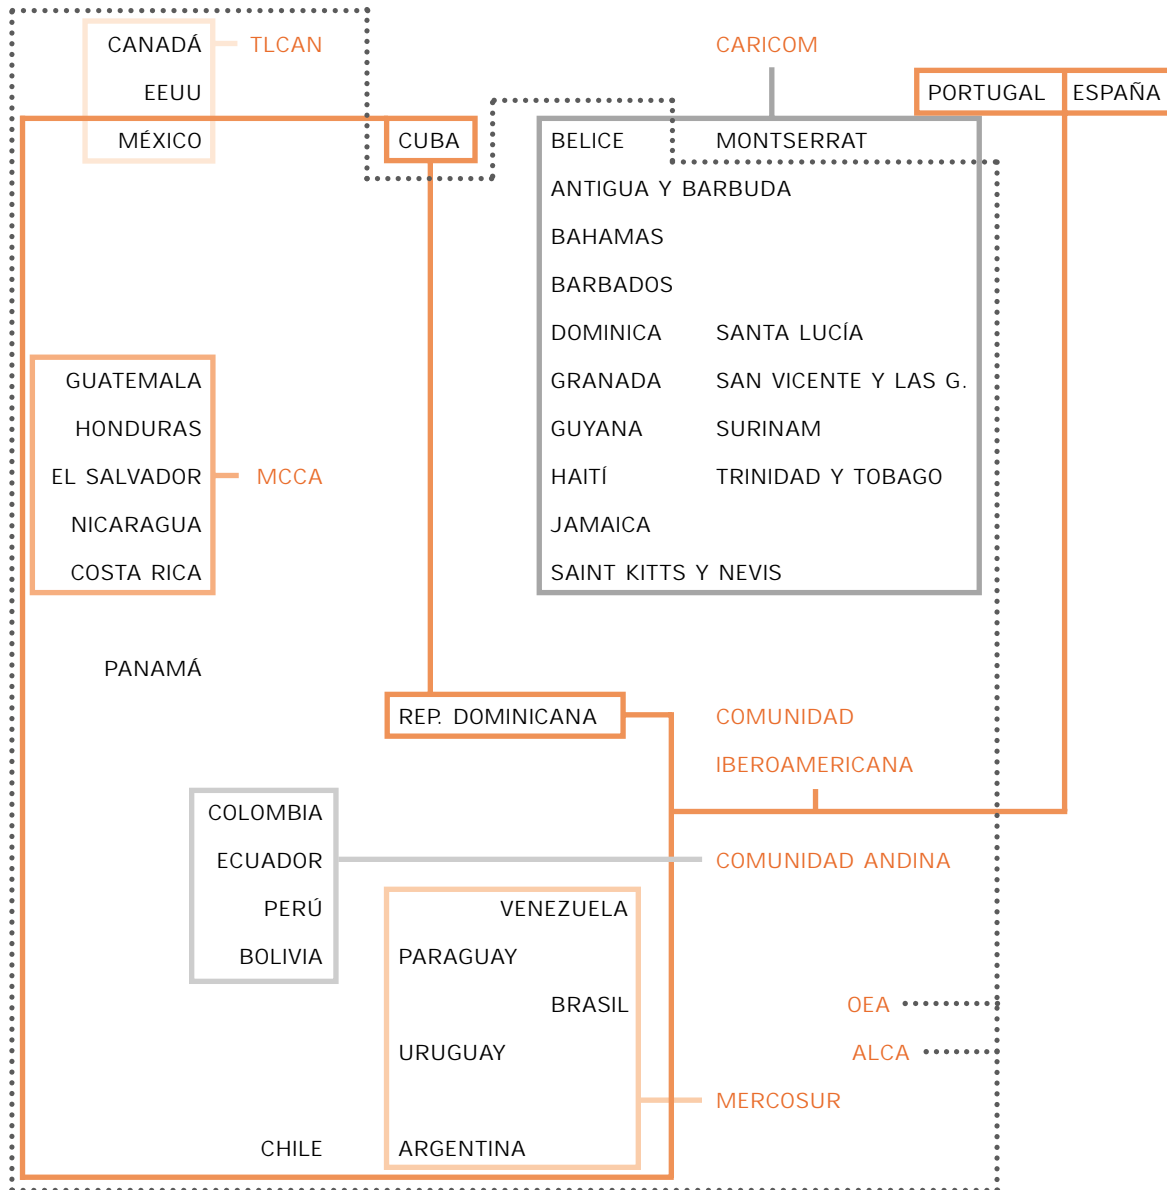 CANADÁ TLCAN CARICOM
EEUU PORTUGAL ESPAÑA
MÉXICO CUBA BELICE MONTSERRAT
ANTIGUA Y BARBUDA
BAHAMAS
BARBADOS
DOMINICA SANTA LUCÍA
GUATEMALA GRANADA SAN VICENTE Y LAS G.
HONDURAS GUYANA SURINAM
EL SALVADOR MCCA HAITÍ TRINIDAD Y TOBAGO
NICARAGUA JAMAICA
COSTA RICA SAINT KITTS Y NEVIS
PANAMÁ
REP. DOMINICANA COMUNIDAD
IBEROAMERICANA
COLOMBIA
ECUADOR COMUNIDAD ANDINA
PERÚ VENEZUELA
BOLIVIA PARAGUAY
BRASIL OEA
URUGUAY ALCA
MERCOSUR
CHILE ARGENTINA